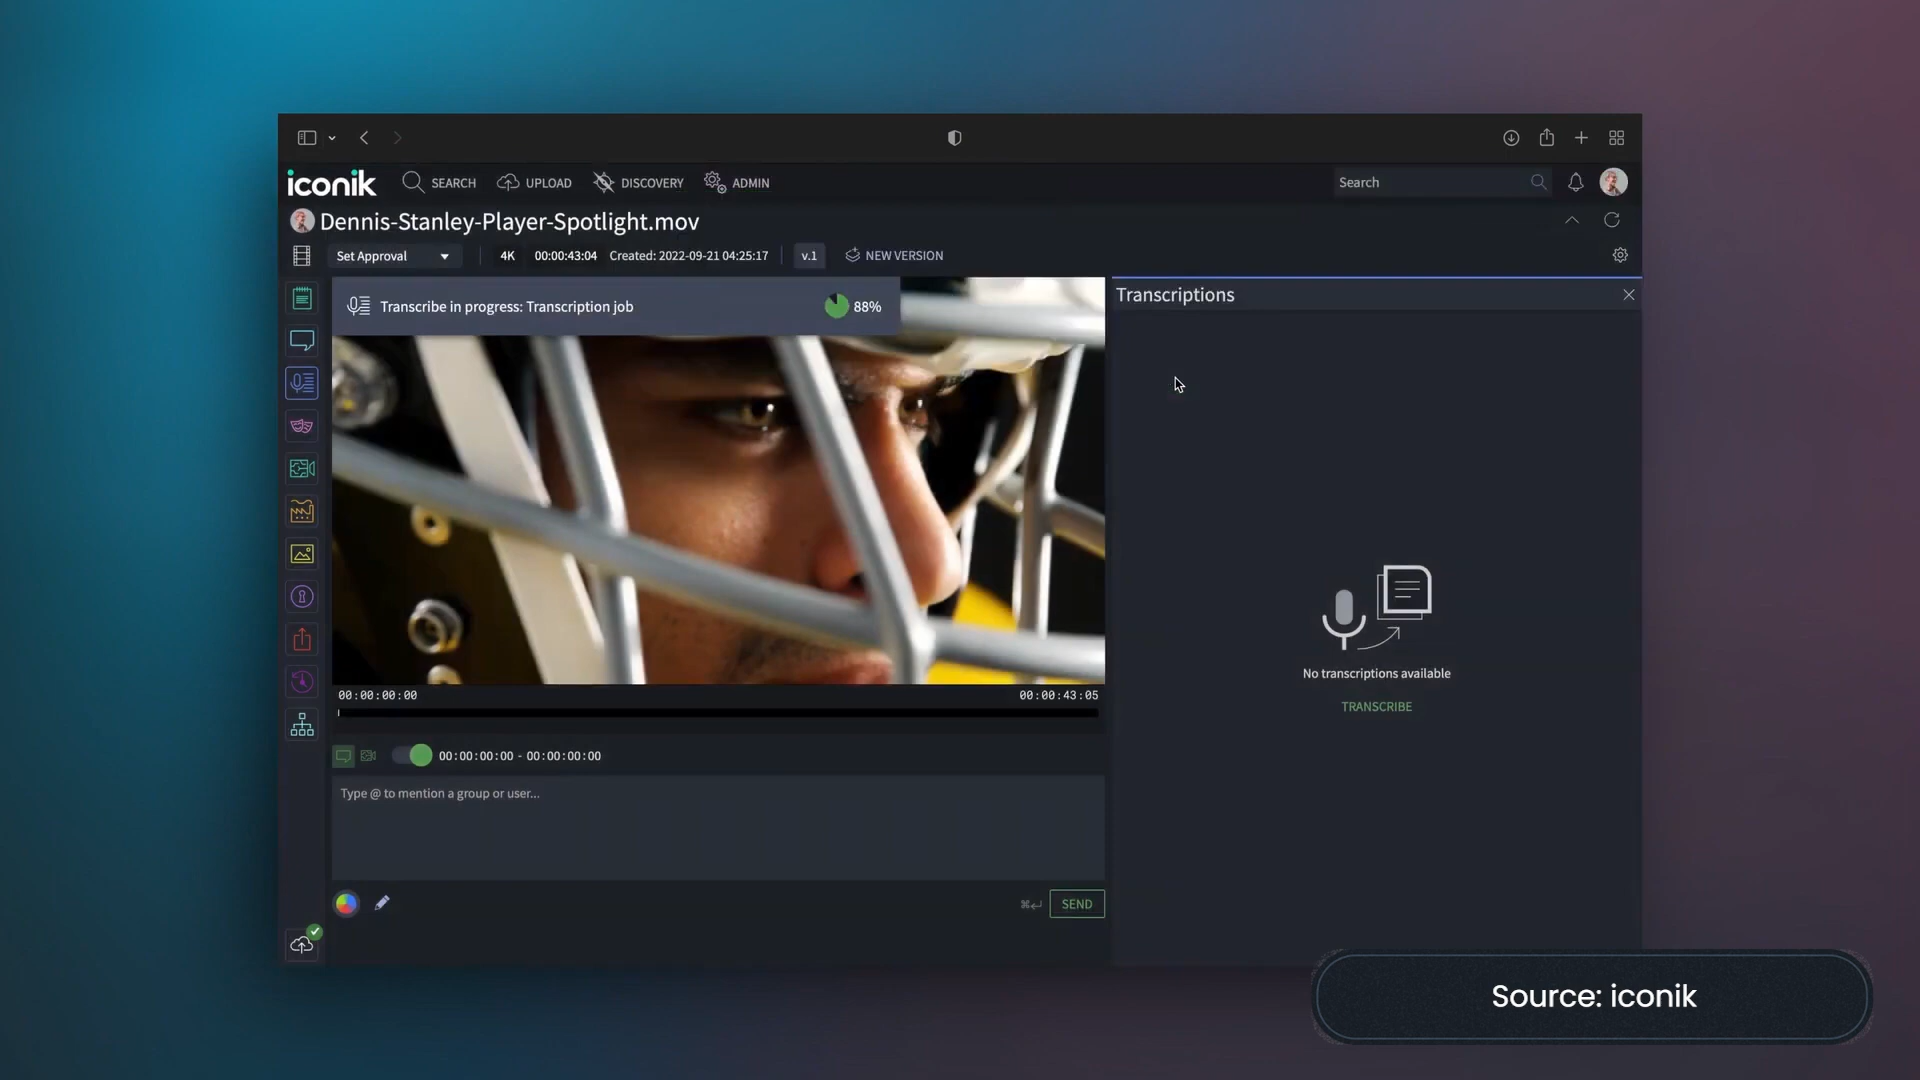 iconik
SEARCH
UPLOAD
DISCOVERY
ADMIN
Search
Dennis-Stanley-Player-Spotlight.mov
Set Approval
4K
00:00:43:04
Created: 2022-09-21 04:25:17
v.1
NEW VERSION
Transcribe in progress: Transcription job
88%
Transcriptions
No transcriptions available
TRANSCRIBE
00:00:00:00
00:00:43:05
00:00:00:00 - 00:00:00:00
Type @ to mention a group or user...
SEND
Source: iconik